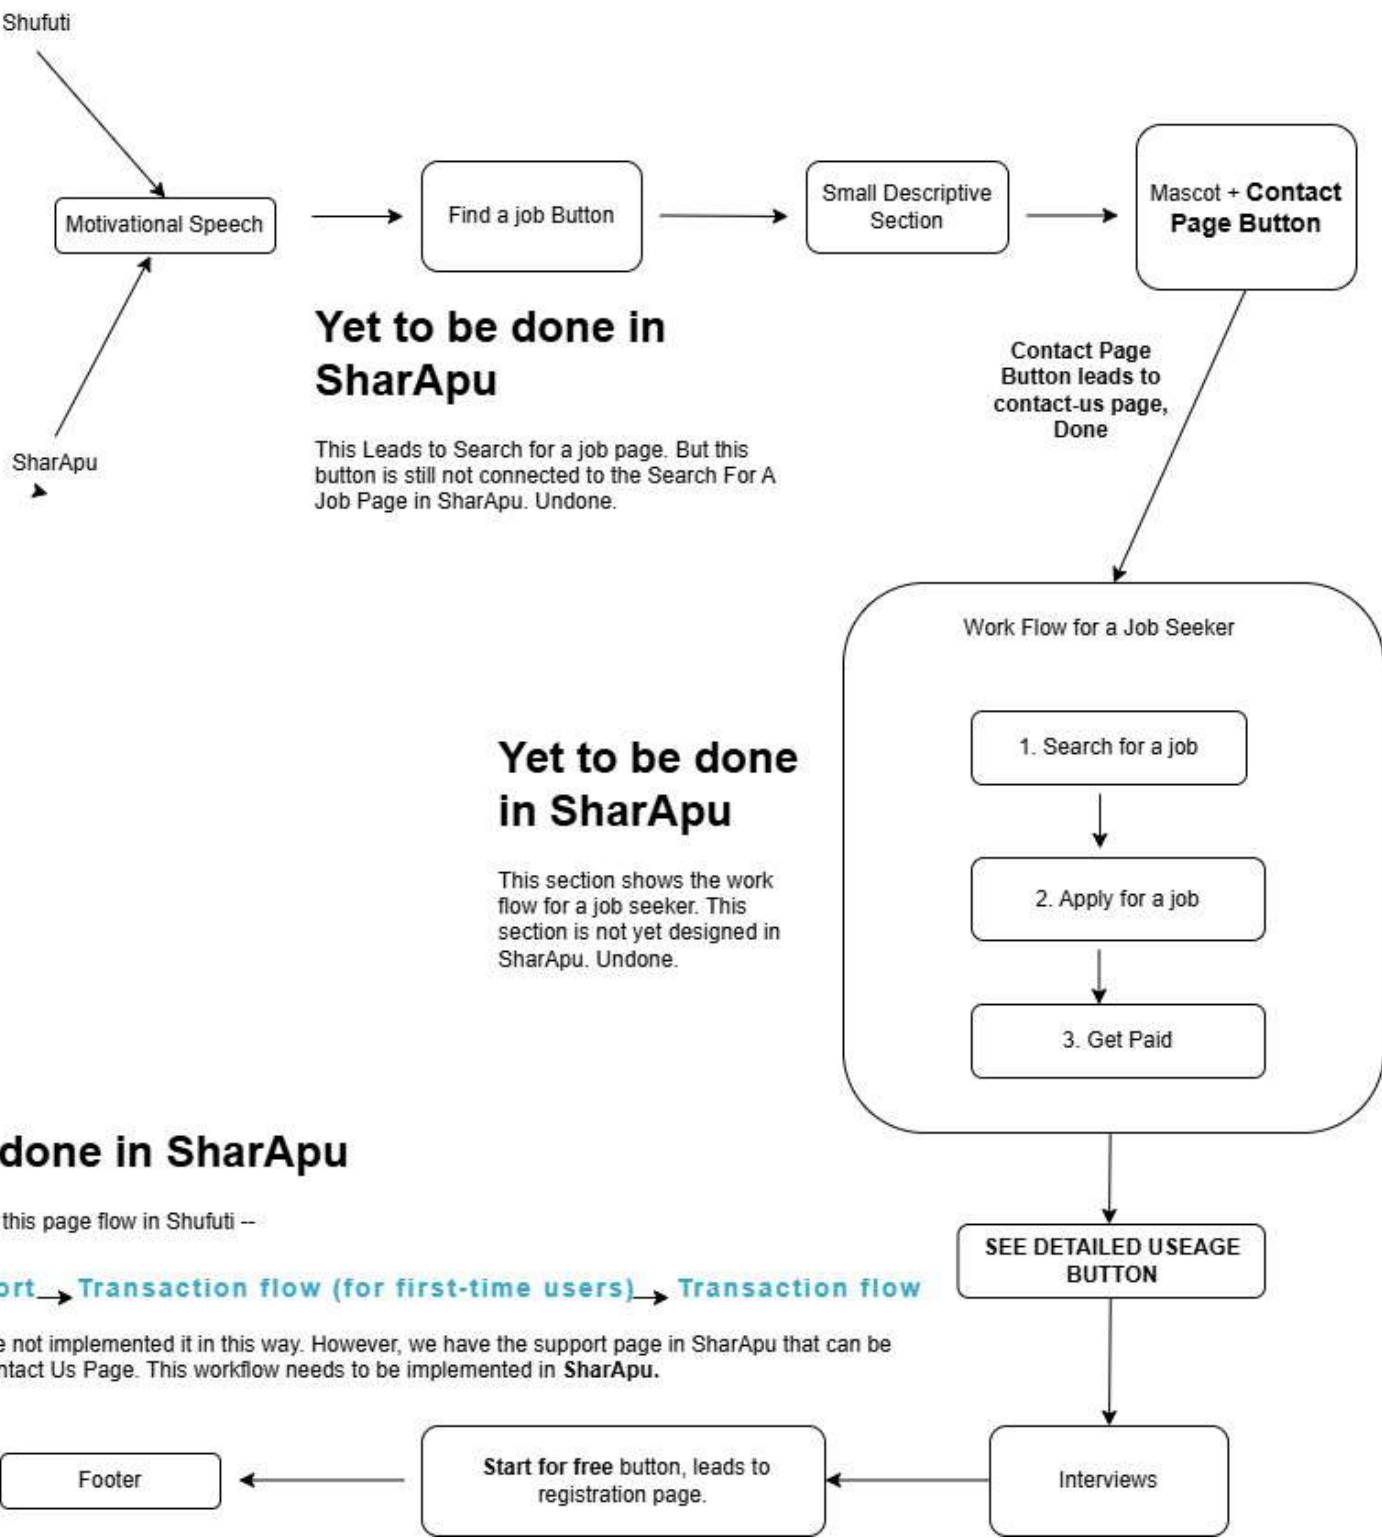 Shufuti
Motivational Speech
Find a job Button
Small Descriptive
Section
Mascot + Contact
Page Button
Yet to be done in
SharApu
Contact Page
Button leads to
contact-us page,
Done
This Leads to Search for a job page. But this
button is still not connected to the Search For A
Job Page in SharApu. Undone.
SharApu
Work Flow for a Job Seeker
1. Search for a job
Yet to be done
in SharApu
2. Apply for a job
This section shows the work
flow for a job seeker. This
section is not yet designed in
SharApu. Undone.
3. Get Paid
done in SharApu
this page flow in Shufuti --
SEE DETAILED USEAGE
BUTTON
Transaction flow (for first-time users) Transaction flow
not implemented it in this way. However, we have the support page in SharApu that can be
Us Page. This workflow needs to be implemented in SharApu.
Footer
Start for free button, leads to
registration page.
Interviews